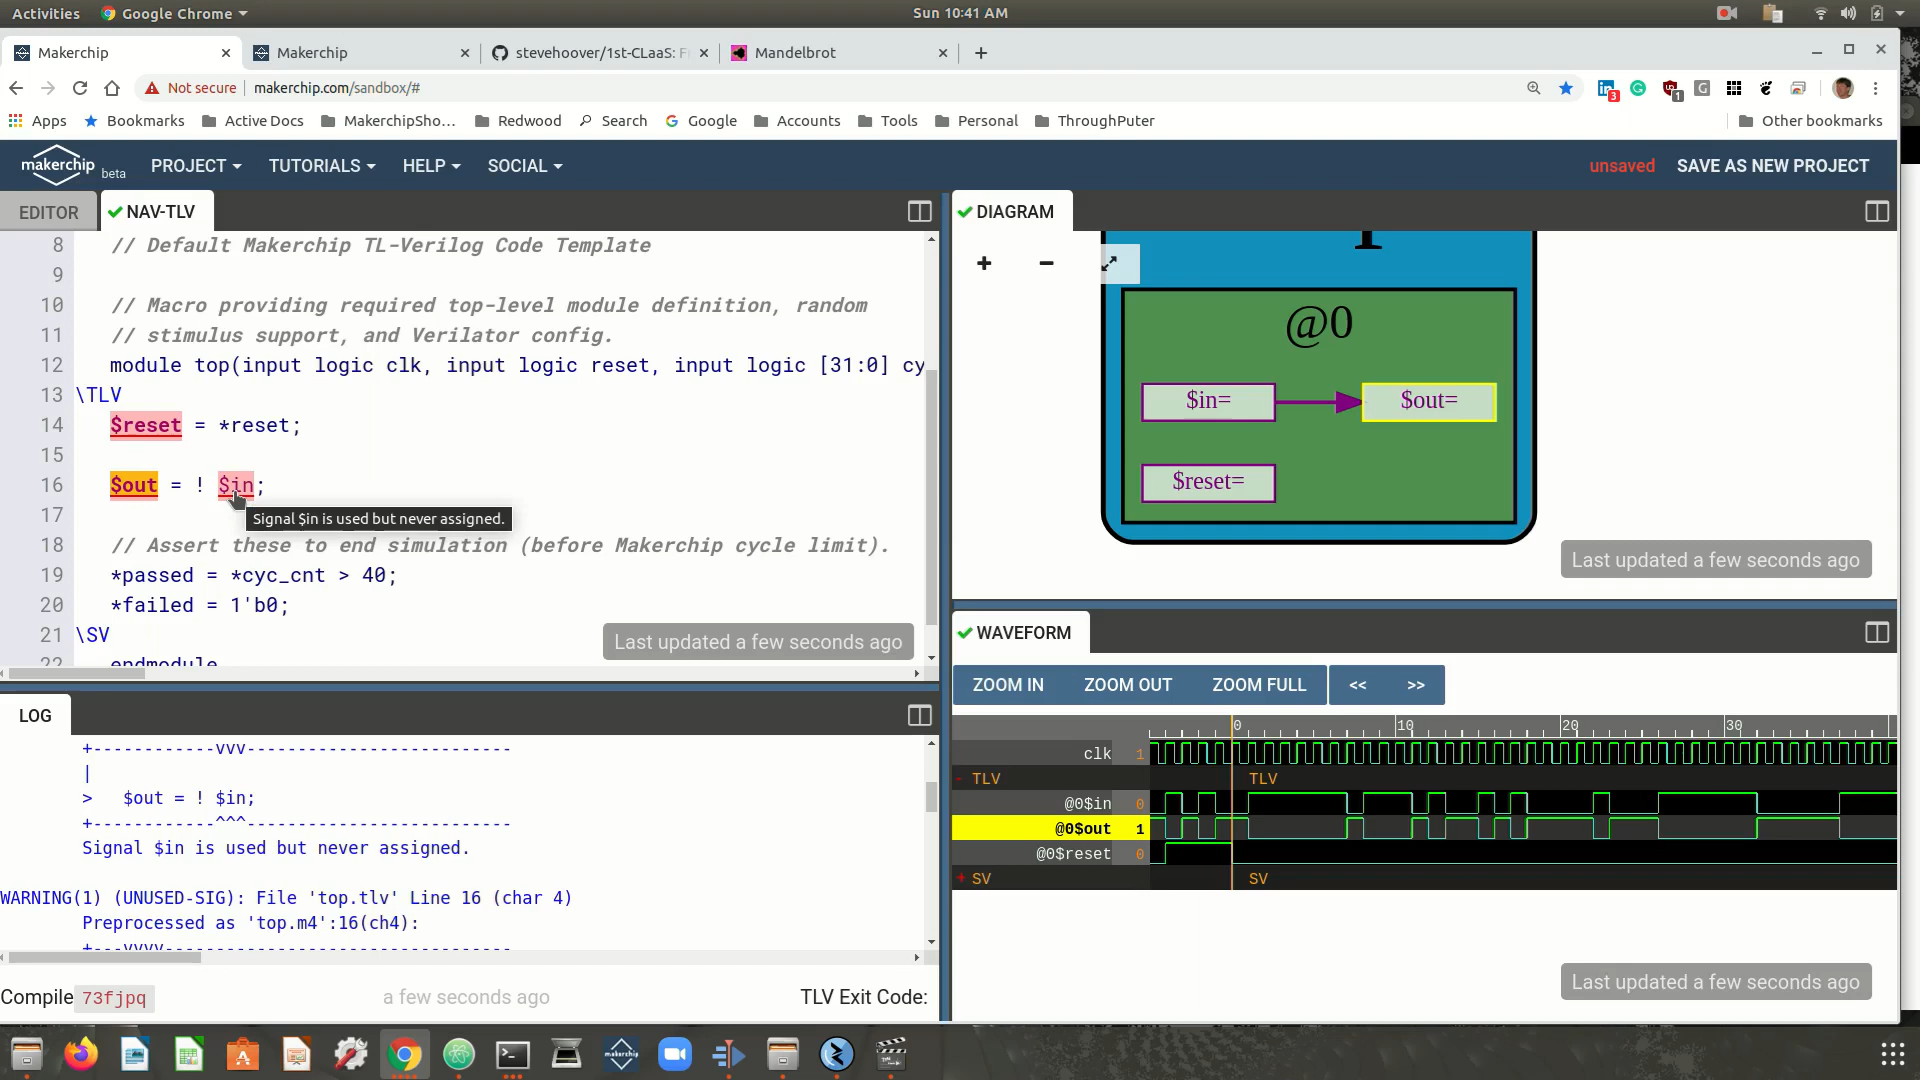 Activities
Google Chrome
Sun 10:41 AM
Makerchip
Makerchip
stevehoover/1st-CLaaS: F
Mandelbrot
Not secure
makerchip.com/sandbox/#
3
1
Apps
Bookmarks
Active Docs
MakerchipSho...
Redwood
Search
Google
Accounts
Tools
Personal
ThroughPuter
Other bookmarks
makerchip beta
PROJECT
TUTORIALS
HELP
SOCIAL
unsaved
SAVE AS NEW PROJECT
EDITOR
NAV-TLV
8 // Default Makerchip TL-Verilog Code Template
9
10 // Macro providing required top-level module definition, random
11 // stimulus support, and Verilator config.
12 module top(input logic clk, input logic reset, input logic [31:0] cy
13 \TLV
14 $reset = *reset;
15
16 $out = ! $in;
Signal $in is used but never assigned.
17
18 // Assert these to end simulation (before Makerchip cycle limit).
19 *passed = *cyc_cnt > 40;
20 *failed = 1'b0;
21 \SV
22 endmodule
Last updated a few seconds ago
LOG
+------------vvv--------------------------
|
> $out = ! $in;
+------------^^^--------------------------
Signal $in is used but never assigned.
WARNING(1) (UNUSED-SIG): File 'top.tlv' Line 16 (char 4)
Preprocessed as 'top.m4':16(ch4):
+---vvvv----------------------------------
Compile 73fjpq
a few seconds ago
TLV Exit Code:
DIAGRAM
+
−
@0
$in=
$out=
$reset=
Last updated a few seconds ago
WAVEFORM
ZOOM IN
ZOOM OUT
ZOOM FULL
<<
>>
0 10 20 30
clk 1
- TLV TLV
@0$in 0
@0$out 1
@0$reset 0
+ SV SV
Last updated a few seconds ago
makerchip